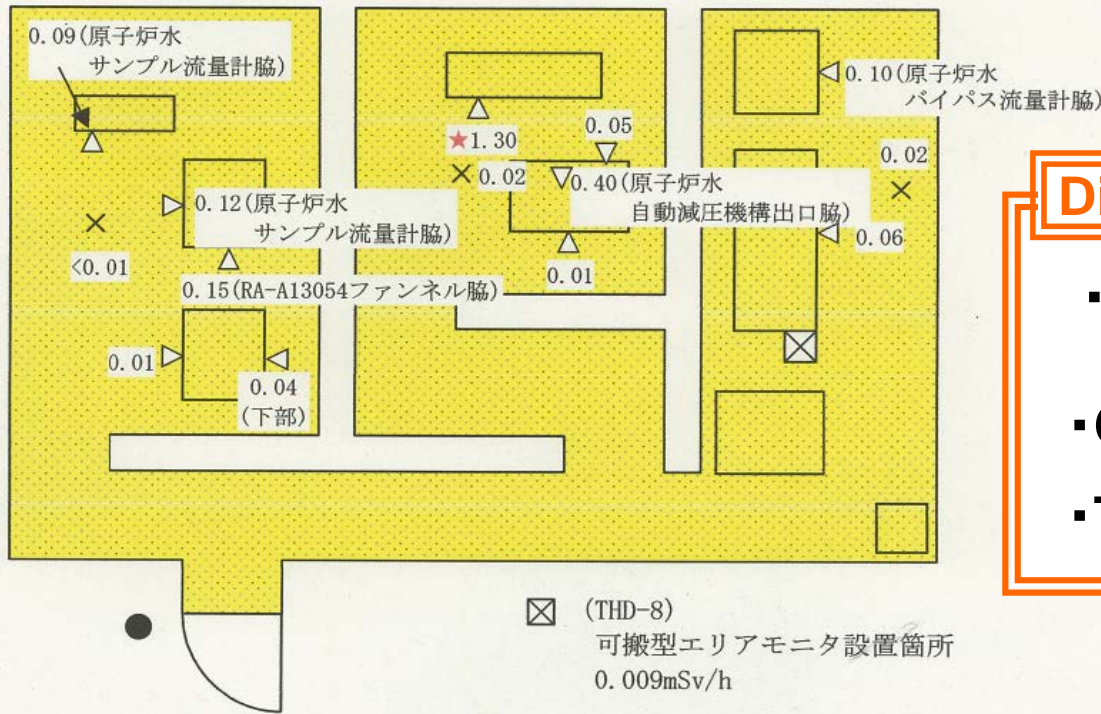 0.09(原子炉水
サンプル流量計脇)
0.10(原子炉水
バイパス流量計脇)
★1.30
0.05
0.02
0.02
0.40(原子炉水
自動減圧機構出口脇)
0.12(原子炉水
サンプル流量計脇)
0.06
<0.01
0.01
0.15(RA-A13054ファンネル脇)
0.01
0.04
(下部)
(THD-8)
可搬型エリアモニタ設置箇所
0.009mSv/h
Di